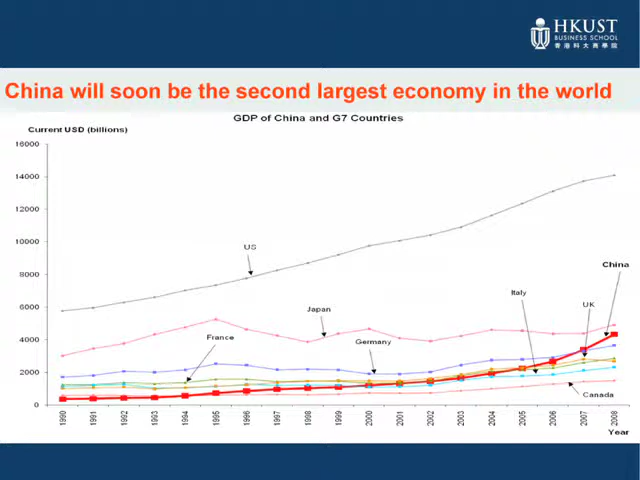 HKUST
BUSINESS SCHOOL
香港科大商學院
China will soon be the second largest economy in the world
GDP of China and G7 Countries
Current USD (billions)
16000
14000
12000
10000
8000
6000
4000
2000
0
US
Japan
France
Germany
Italy
UK
China
Canada
1990
1991
1992
1993
1994
1995
1996
1997
1998
1999
2000
2001
2002
2003
2004
2005
2006
2007
2008
Year